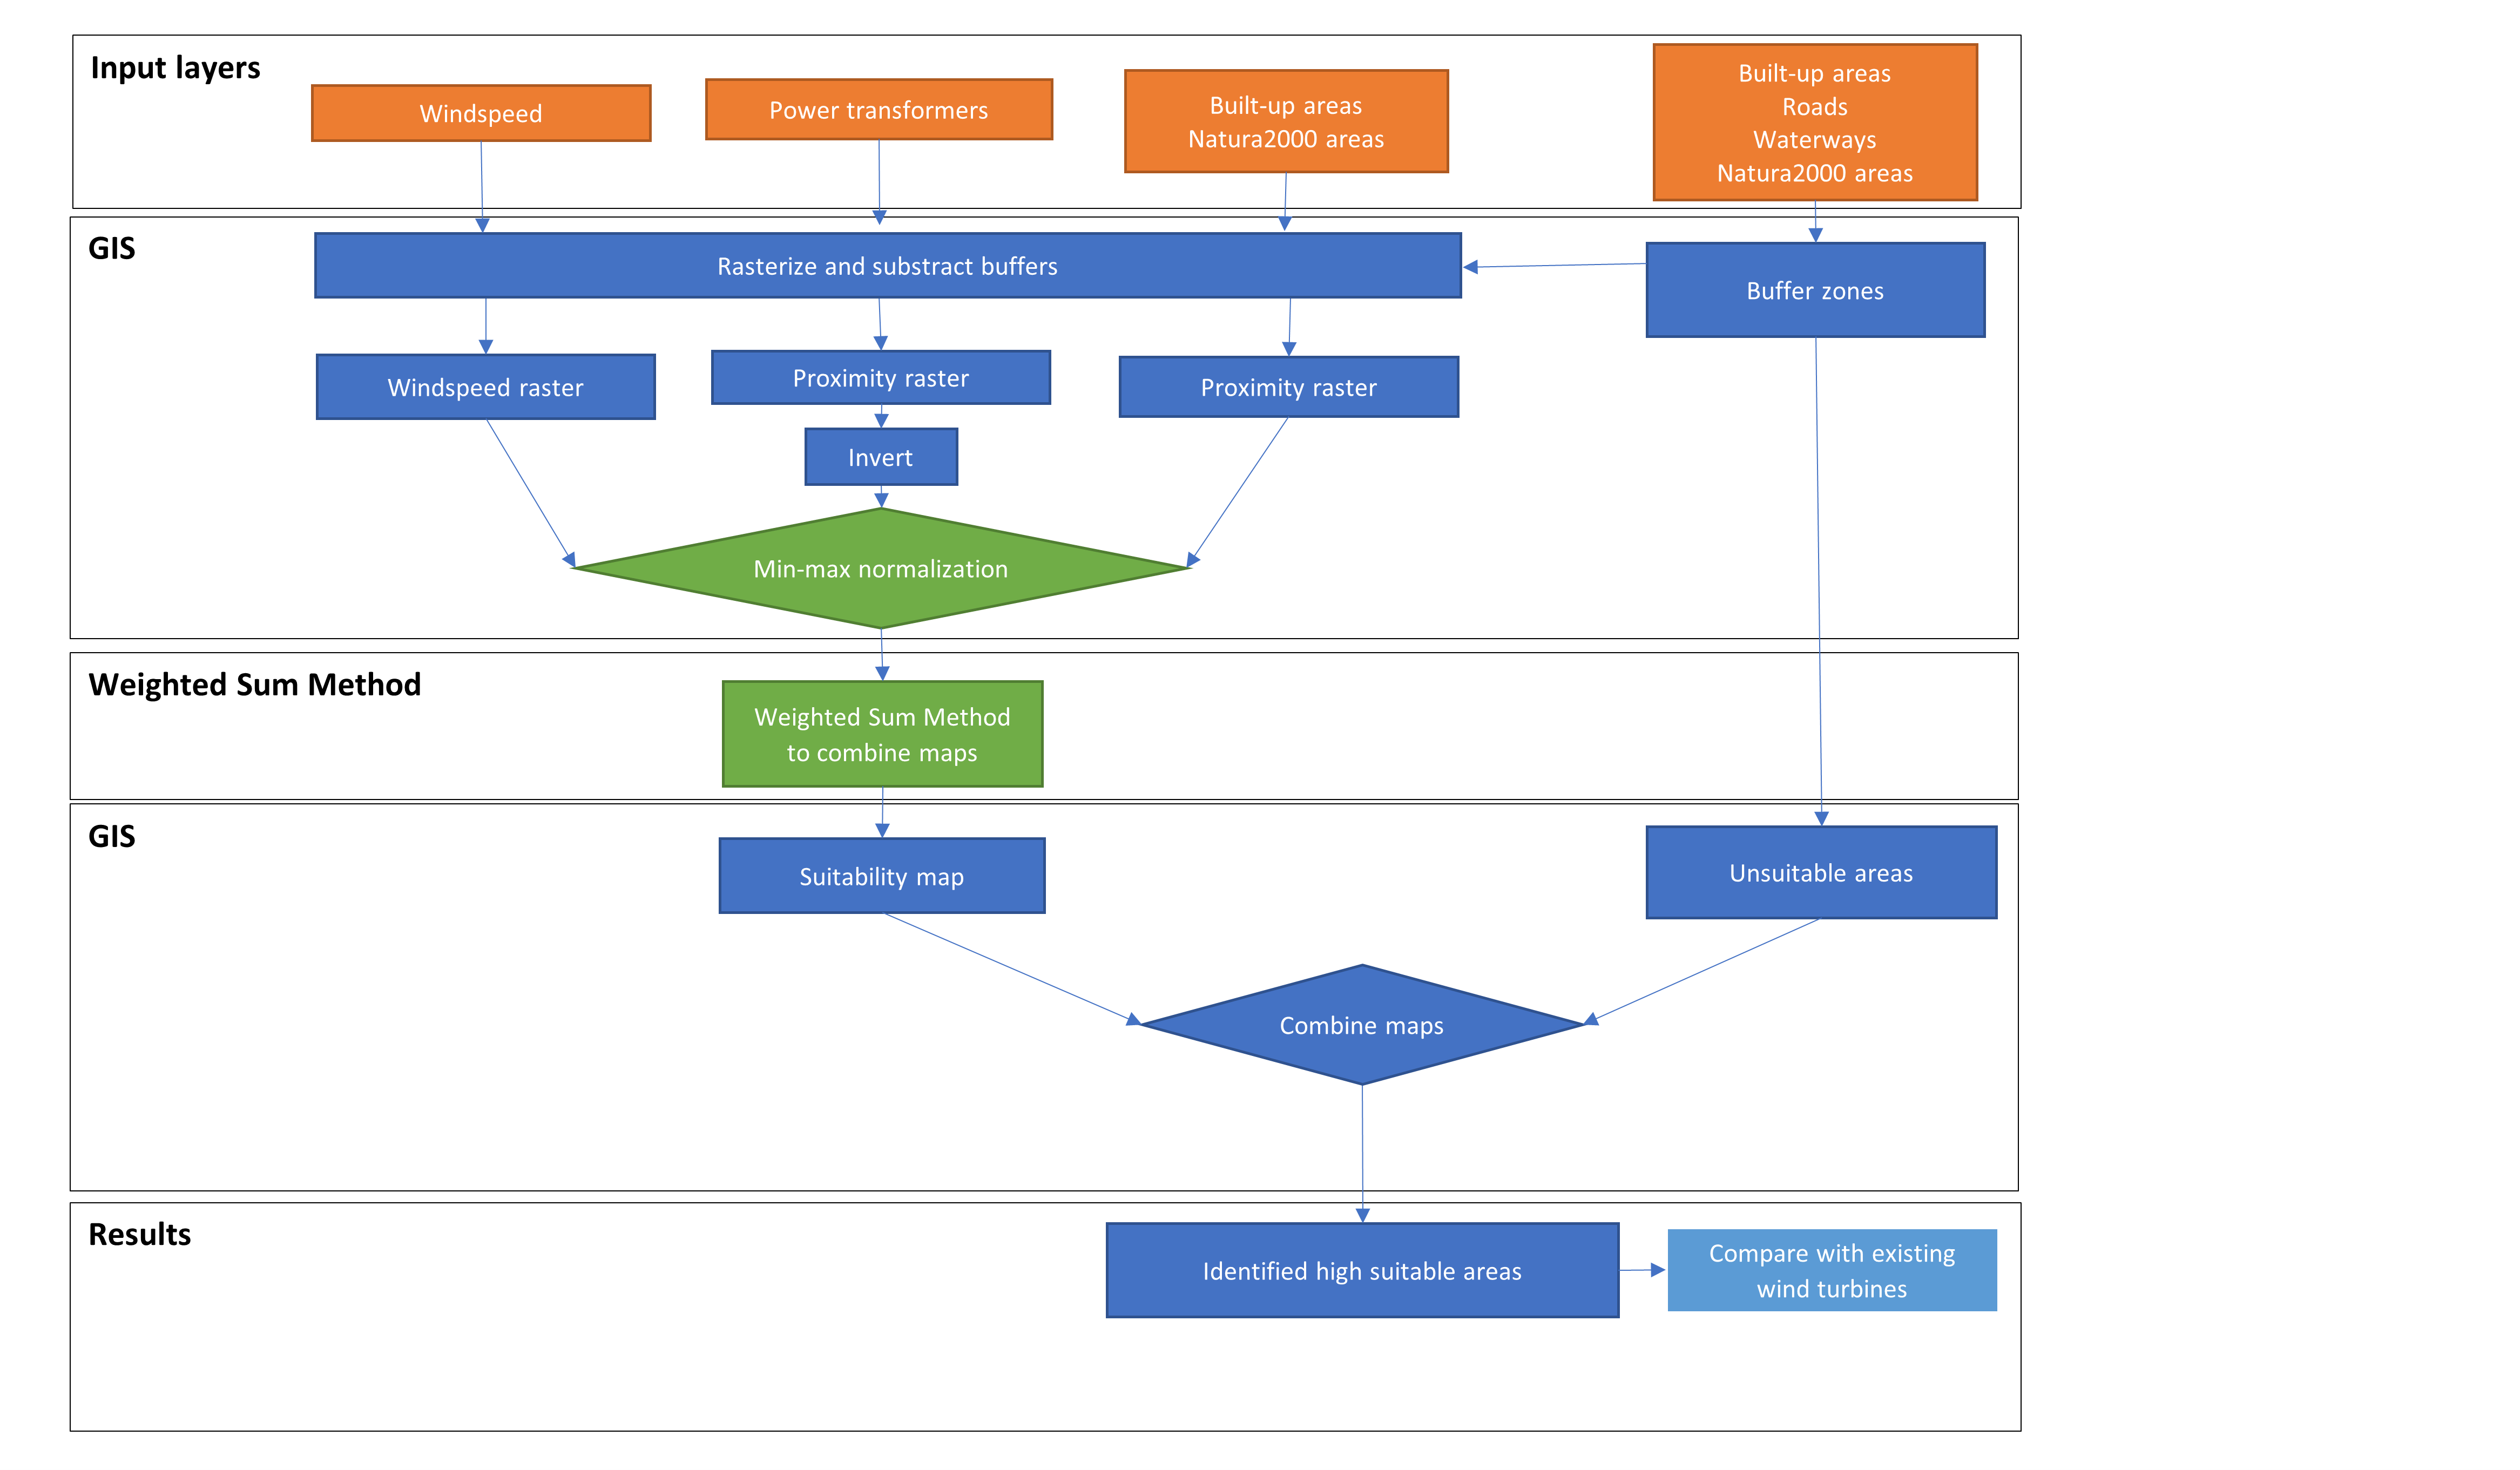 Input layers
Windspeed
Power transformers
Built-up areas
Natura2000 areas
Built-up areas
Roads
Waterways
Natura2000 areas
GIS
Rasterize and substract buffers
Buffer zones
Windspeed raster
Proximity raster
Proximity raster
Invert
Min-max normalization
Weighted Sum Method
Weighted Sum Method
to combine maps
GIS
Suitability map
Unsuitable areas
Combine maps
Results
Identified high suitable areas
Compare with existing
wind turbines